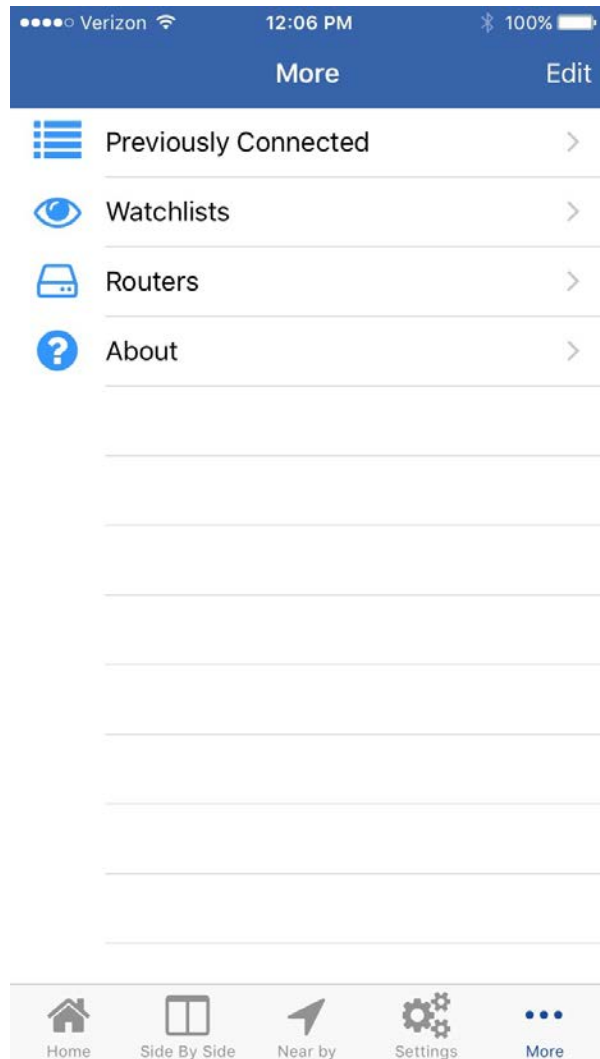 Verizon 12:06 PM 100%
More Edit
Previously Connected
Watchlists
Routers
? About
Home Side By Side Near by Settings More